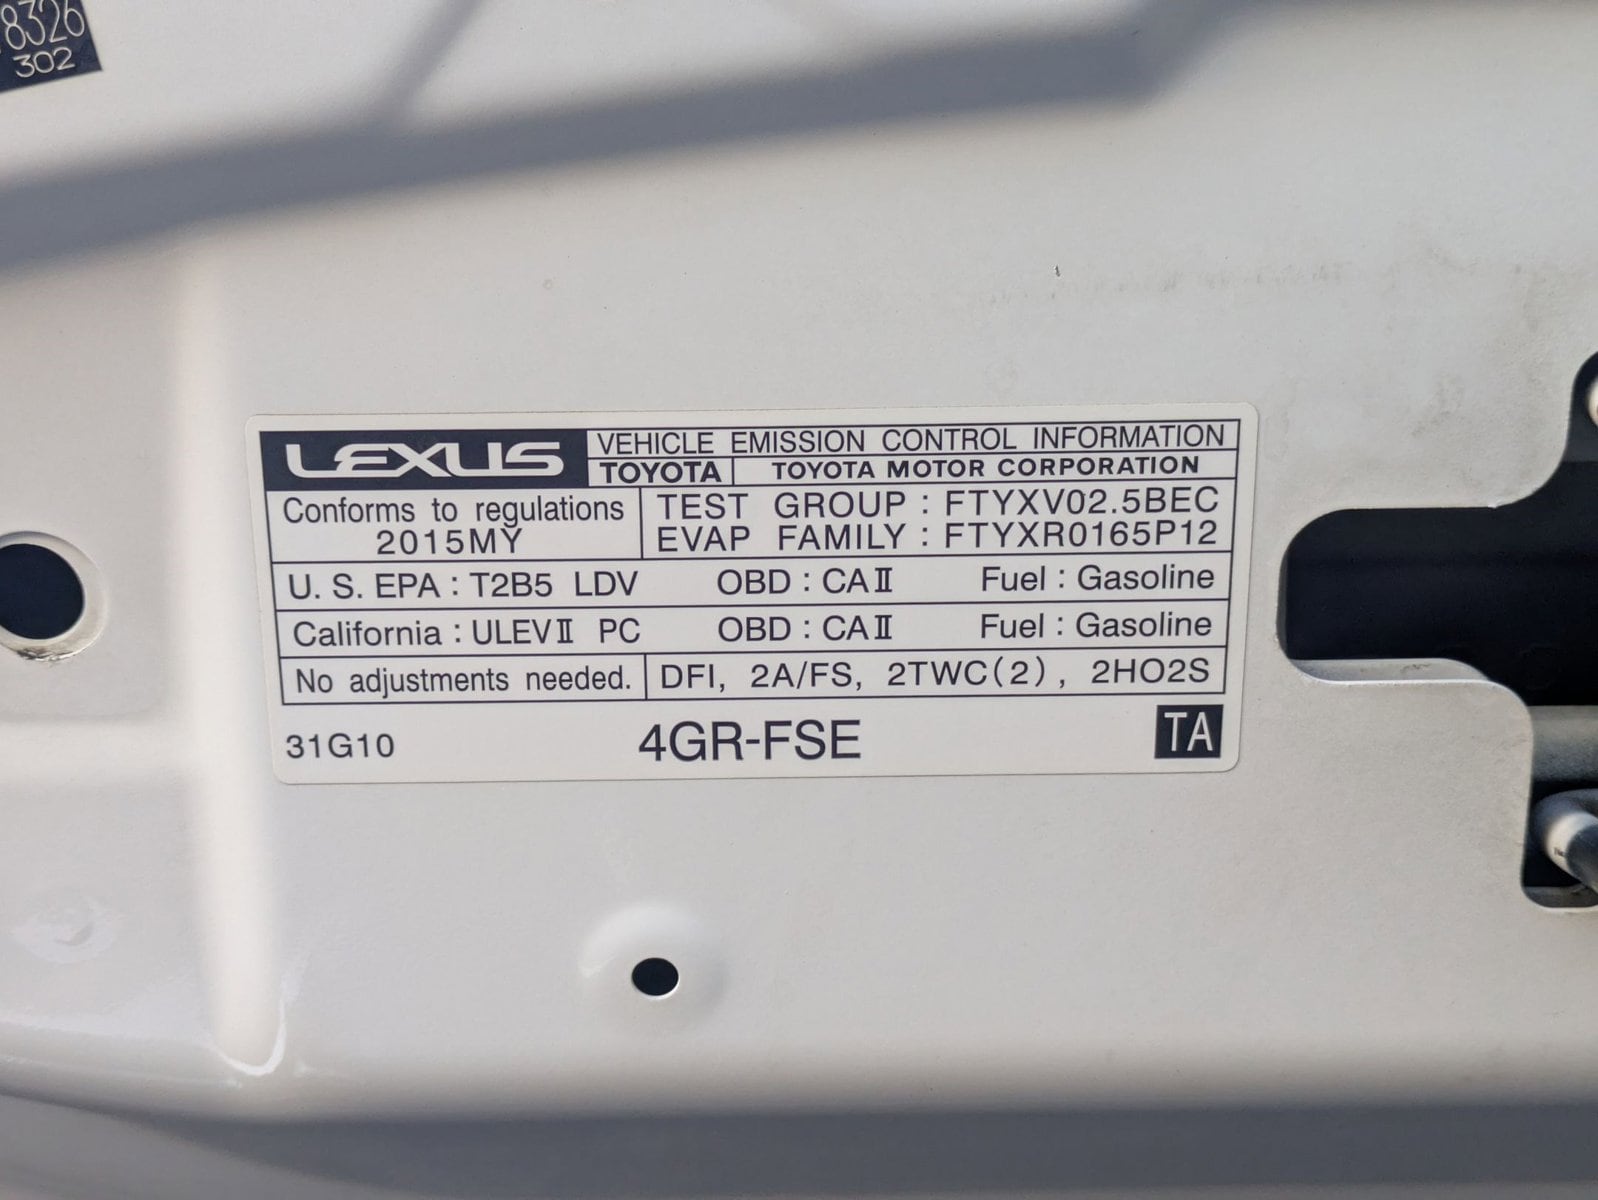 8326
302
LEXUS
VEHICLE EMISSION CONTROL INFORMATION
TOYOTA TOYOTA MOTOR CORPORATION
Conforms to regulations
2015MY
TEST GROUP : FTYXV02.5BEC
EVAP FAMILY : FTYXR0165P12
U. S. EPA : T2B5 LDV OBD : CAⅡ Fuel : Gasoline
California : ULEVⅡ PC OBD : CAⅡ Fuel : Gasoline
No adjustments needed. DFI, 2A/FS, 2TWC(2), 2HO2S
31G10 4GR-FSE TA